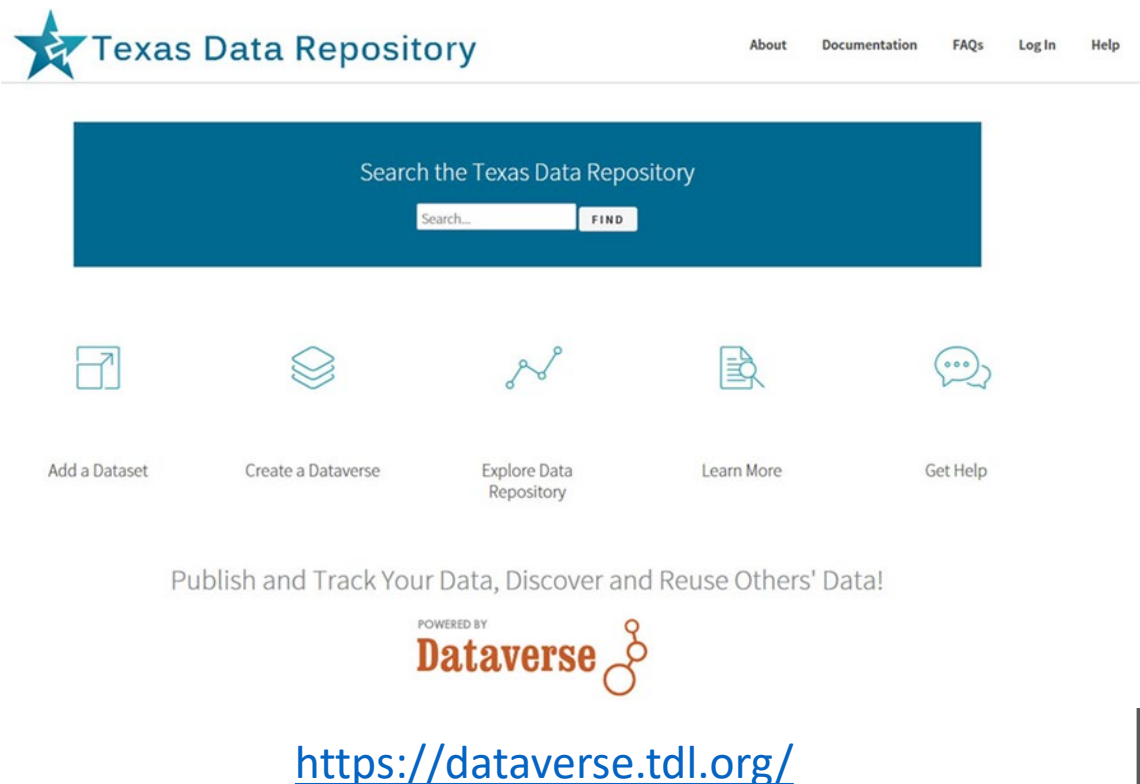 Texas Data Repository
About Documentation FAQs Log In Help
Search the Texas Data Repository
Search... FIND
Add a Dataset Create a Dataverse Explore Data Learn More Get Help
Repository
Publish and Track Your Data, Discover and Reuse Others' Data!
POWERED BY
Dataverse
https://dataverse.tdl.org/